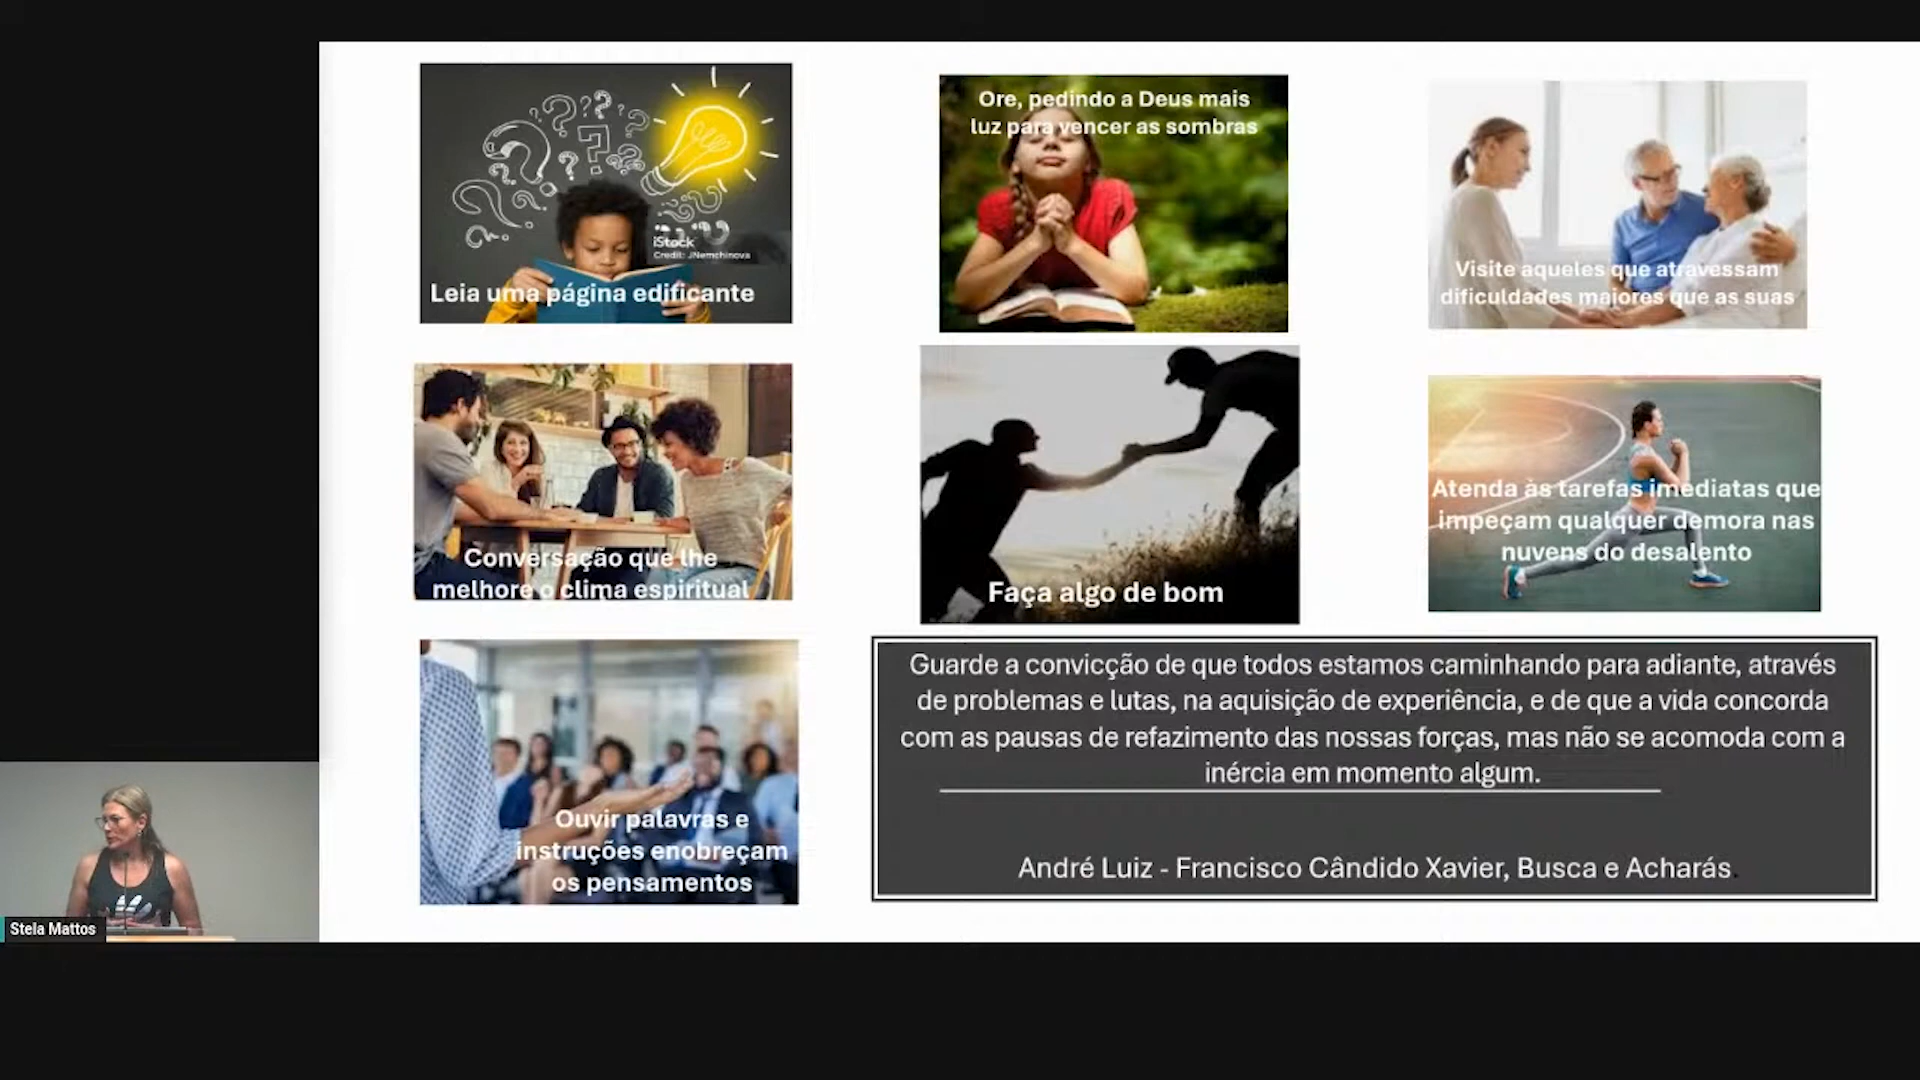 iStock
Credit: JNemchinova
Leia uma página edificante
Ore, pedindo a Deus mais
luz para vencer as sombras
Visite aqueles que atravessam
dificuldades maiores que as suas
Conversação que lhe
melhore o clima espiritual
Faça algo de bom
Atenda às tarefas imediatas que
impeçam qualquer demora nas
nuvens do desalento
Ouvir palavras e
instruções enobreçam
os pensamentos
Guarde a convicção de que todos estamos caminhando para adiante, através
de problemas e lutas, na aquisição de experiência, e de que a vida concorda
com as pausas de refazimento das nossas forças, mas não se acomoda com a
inércia em momento algum.
André Luiz - Francisco Cândido Xavier, Busca e Acharás.
Stela Mattos